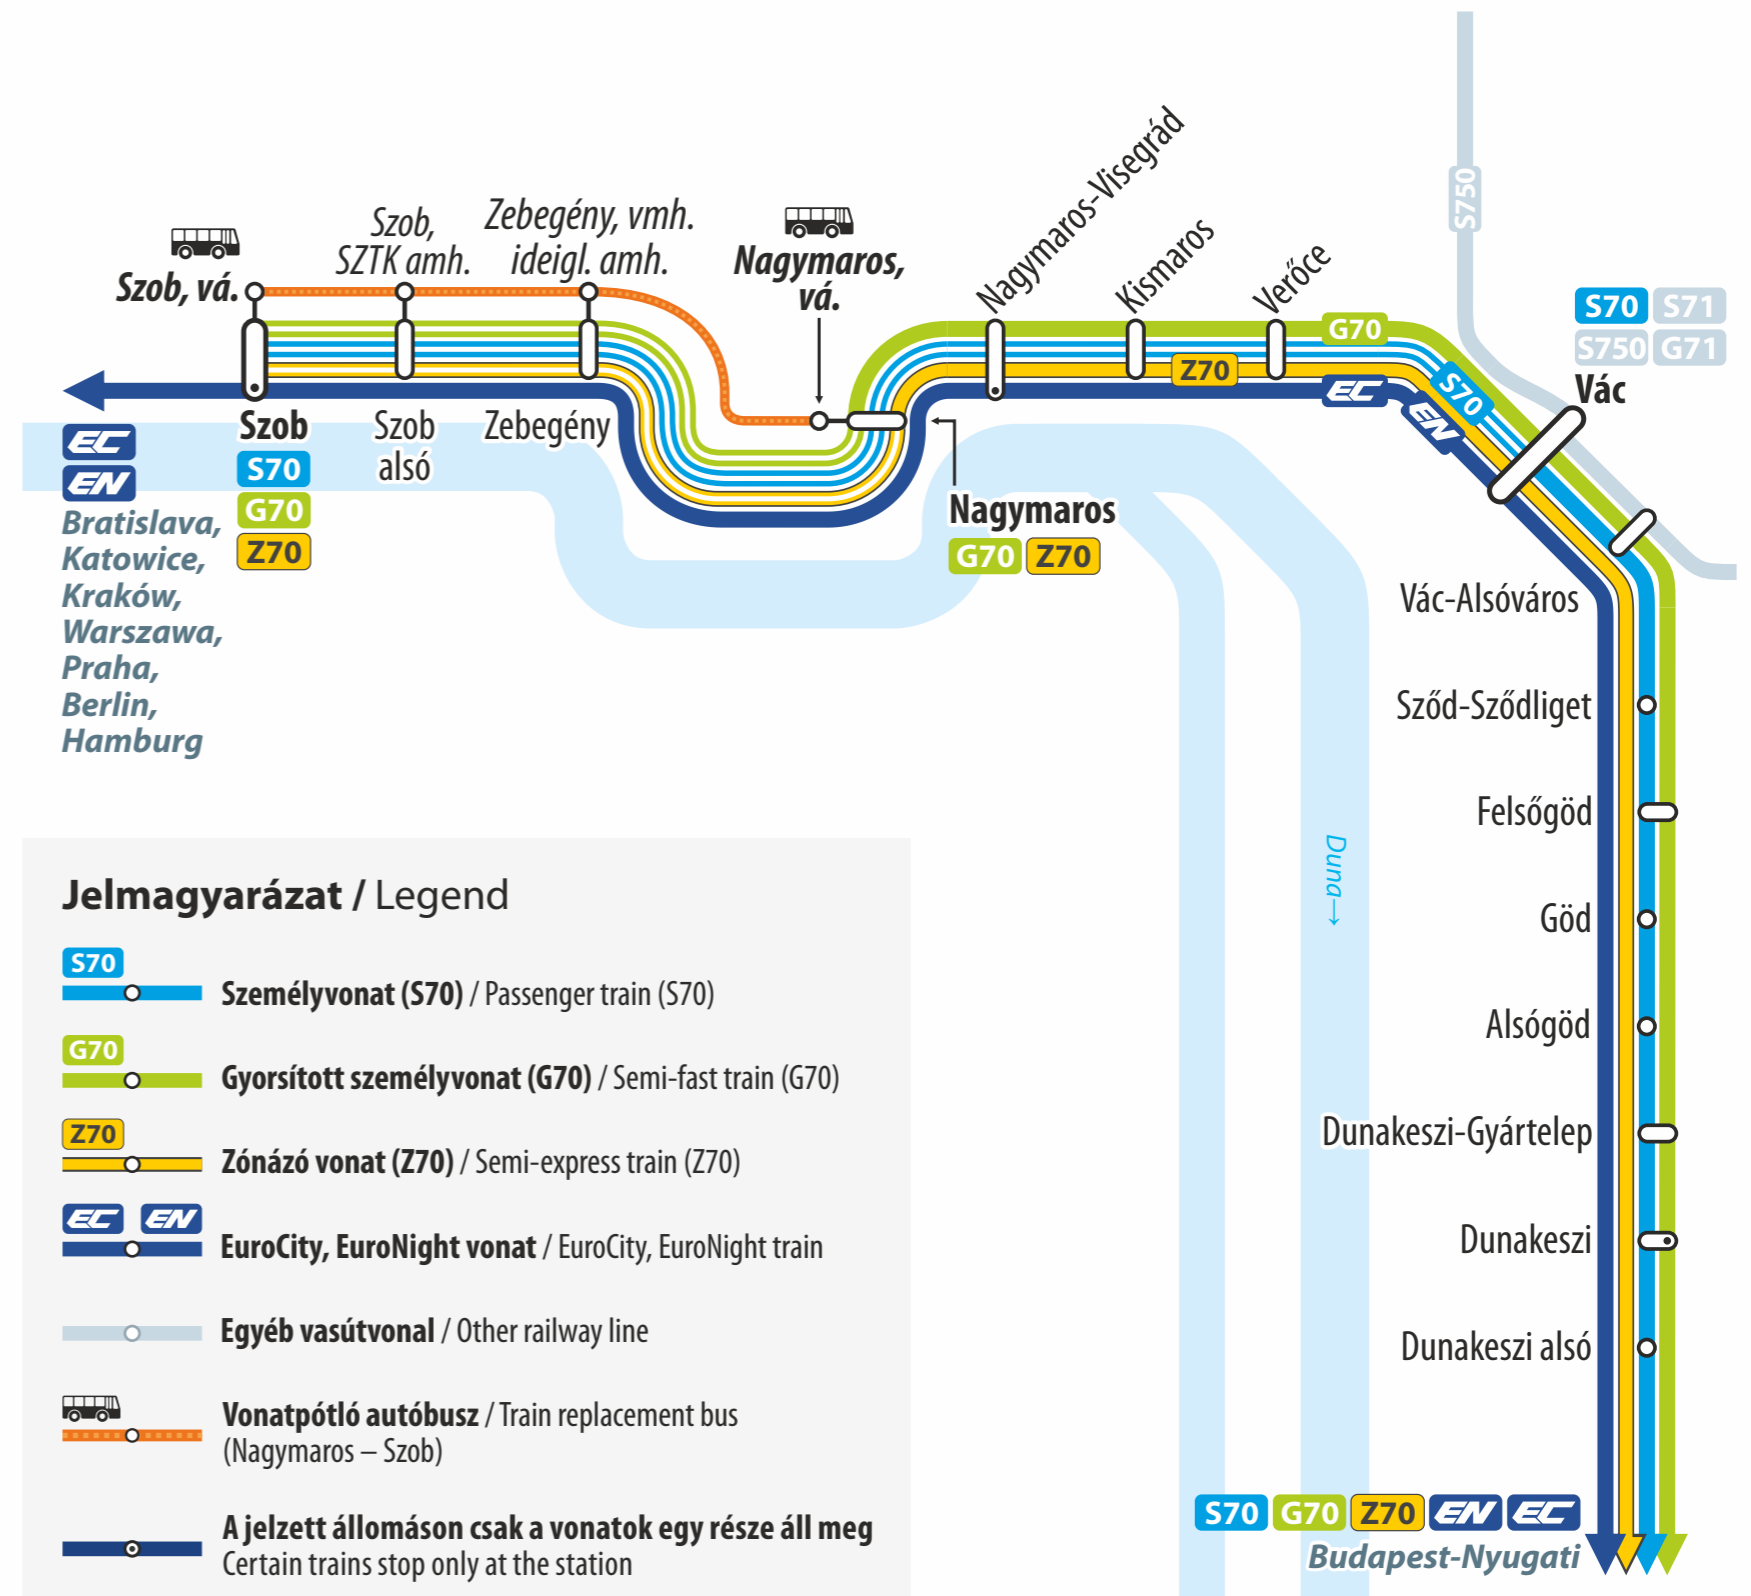 S750
Szob, vá.
Szob,
SZTK amh.
Zebegény, vmh.
ideigl. amh.
Nagymaros,
vá.
Nagymaros-Visegrád
Kismaros
Verőce
G70
Z70
EC
EN
S70
S70 S71
S750 G71
Vác
EC
EN
Bratislava,
Katowice,
Kraków,
Warszawa,
Praha,
Berlin,
Hamburg
Szob
S70
G70
Z70
Szob
alsó
Zebegény
Nagymaros
G70 Z70
Vác-Alsóváros
Sződ-Sződliget
Felsőgöd
Göd
Alsógöd
Dunakeszi-Gyártelep
Dunakeszi
Dunakeszi alsó
Duna→
S70 G70 Z70 EN EC
Budapest-Nyugati
Jelmagyarázat / Legend
S70
Személyvonat (S70) / Passenger train (S70)
G70
Gyorsított személyvonat (G70) / Semi-fast train (G70)
Z70
Zónázó vonat (Z70) / Semi-express train (Z70)
EC EN
EuroCity, EuroNight vonat / EuroCity, EuroNight train
Egyéb vasútvonal / Other railway line
Vonatpótló autóbusz / Train replacement bus
(Nagymaros – Szob)
A jelzett állomáson csak a vonatok egy része áll meg
Certain trains stop only at the station